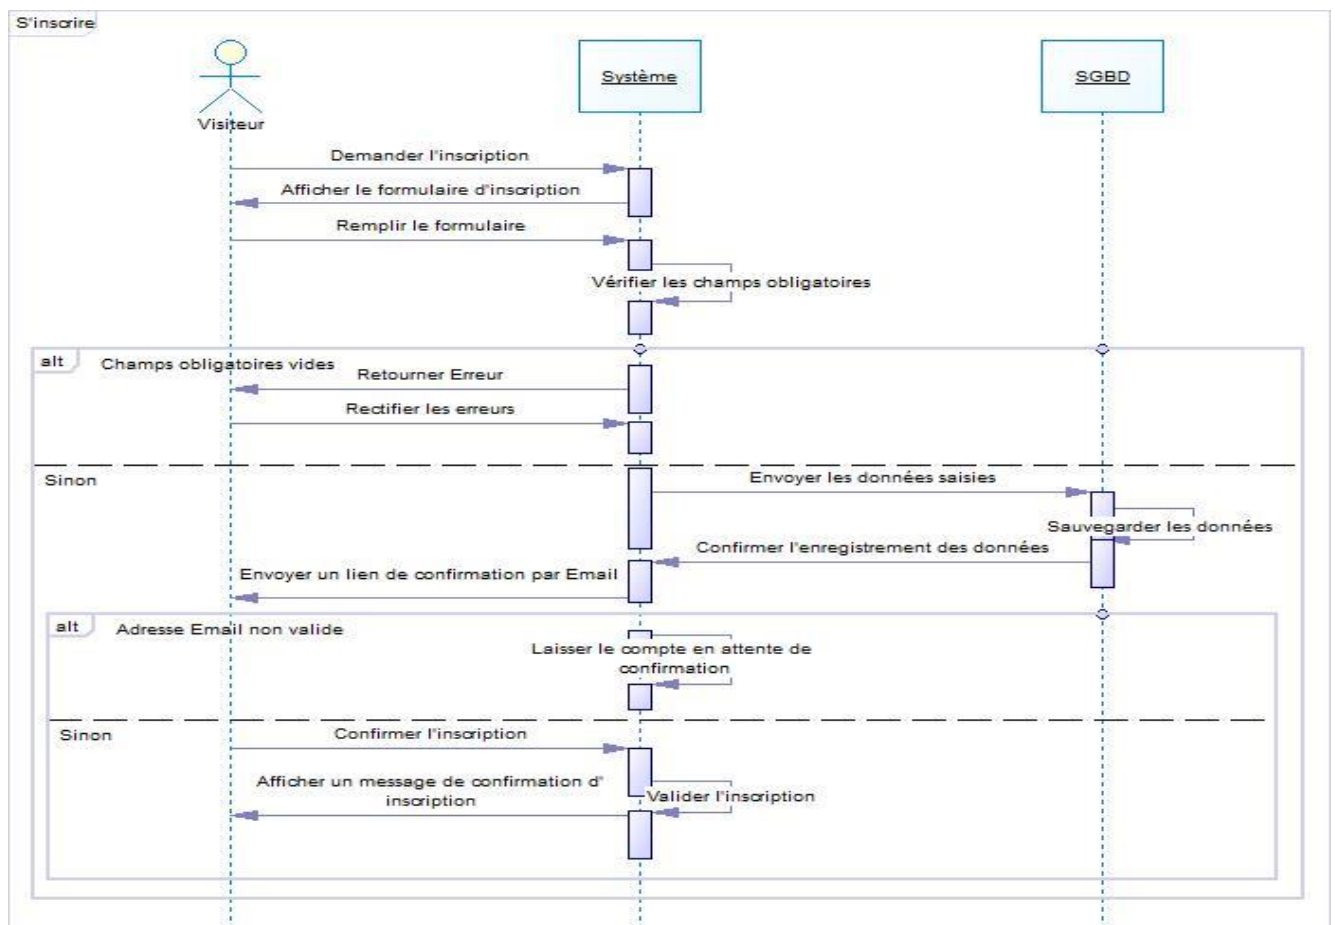 S'inscrire
Visiteur
Système
SGBD
Demander l'inscription
Afficher le formulaire d'inscription
Remplir le formulaire
Vérifier les champs obligatoires
alt
Champs obligatoires vides
Retourner Erreur
Rectifier les erreurs
Sinon
Envoyer les données saisies
Sauvegarder les données
Confirmer l'enregistrement des données
Envoyer un lien de confirmation par Email
alt
Adresse Email non valide
Laisser le compte en attente de
confirmation
Sinon
Confirmer l'inscription
Afficher un message de confirmation d'
inscription
Valider l'inscription